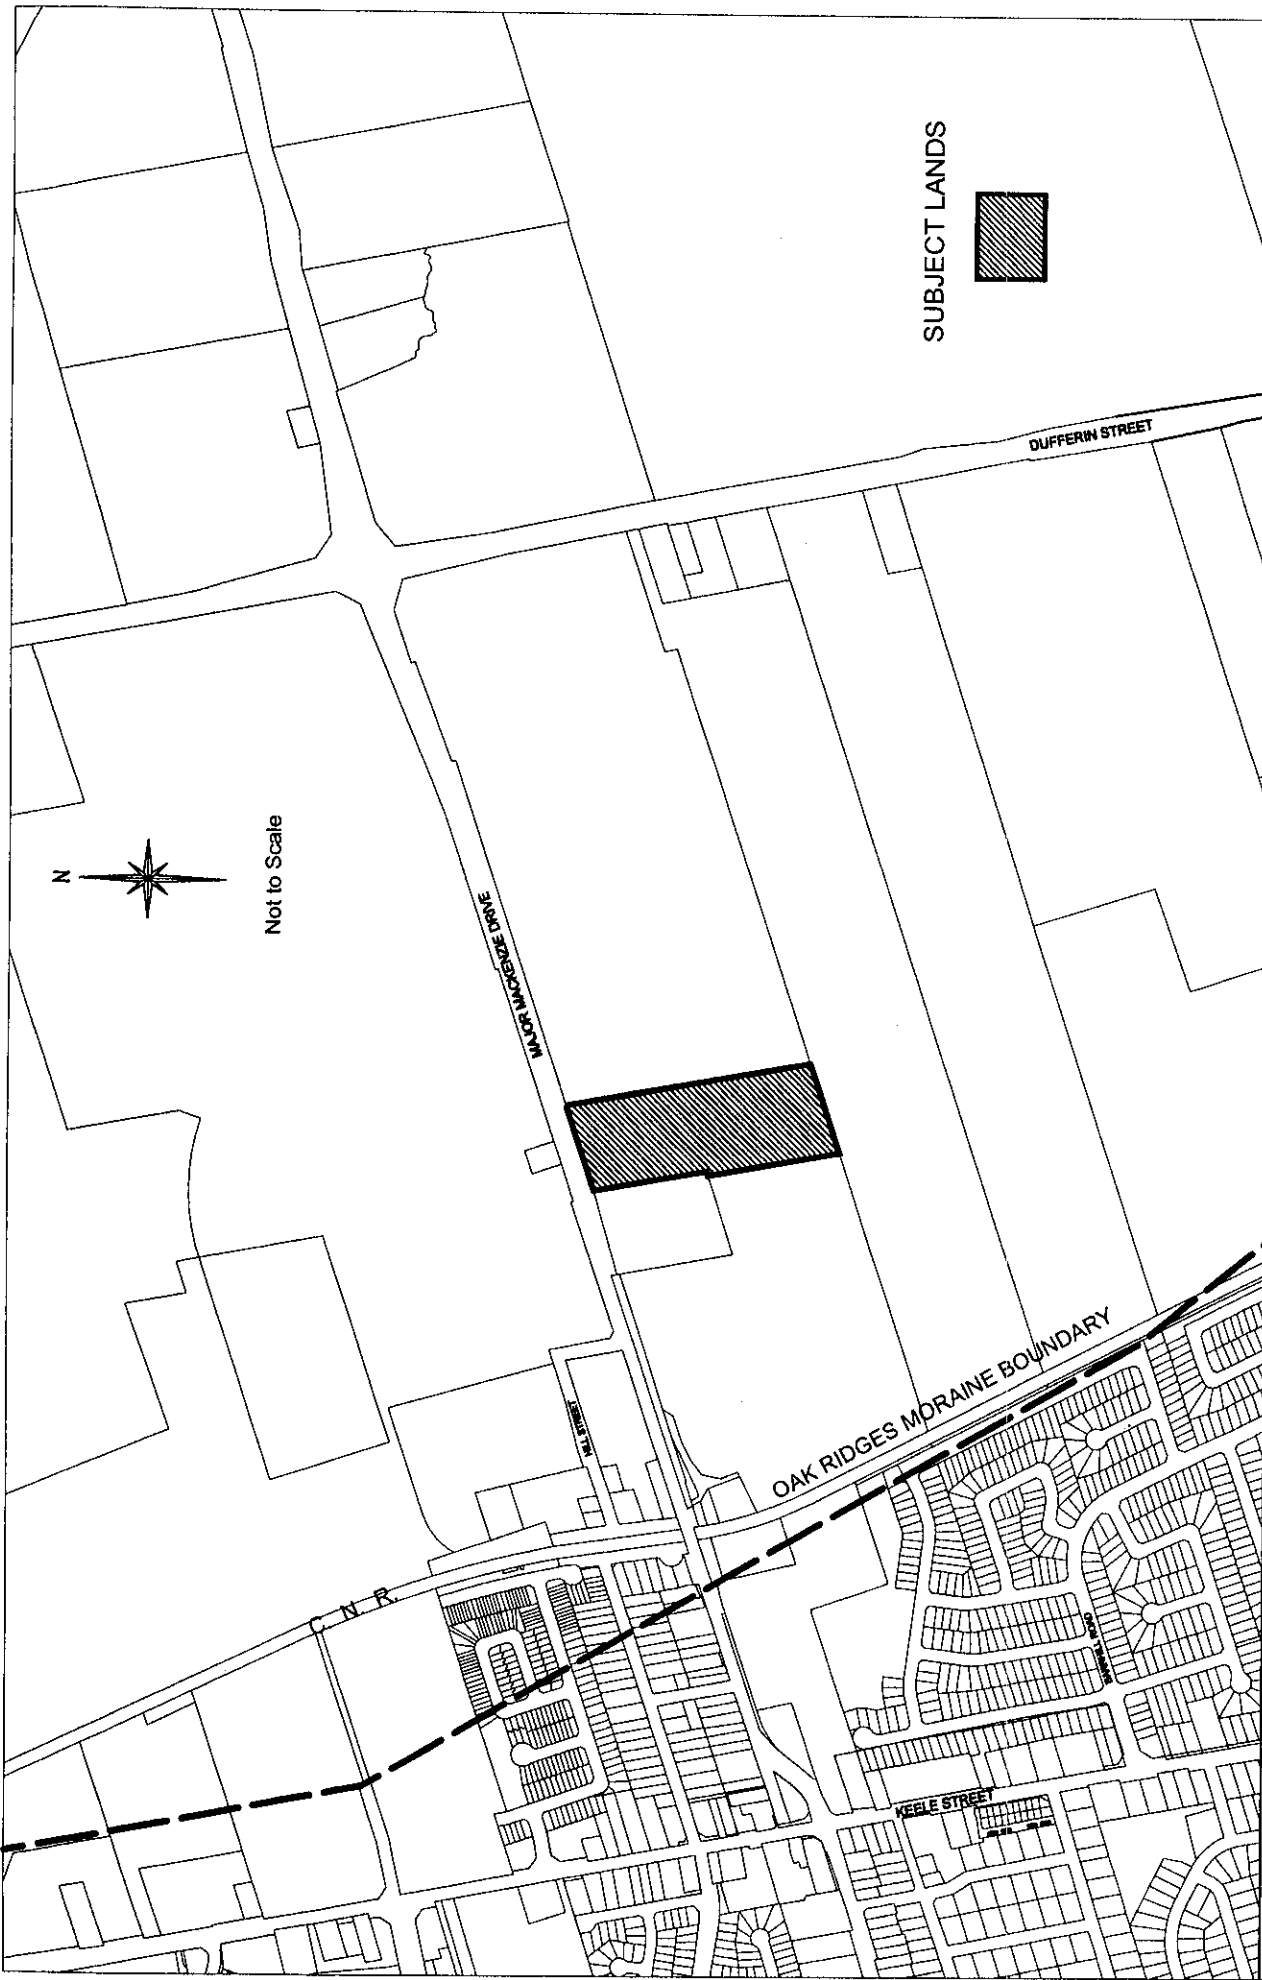 SUBJECT LANDS
DUFFERIN STREET
N
Not to Scale
MAJOR MACKENZIE DRIVE
HILL STREET
OAK RIDGES MORAINE BOUNDARY
C. N. R.
KEELE STREET